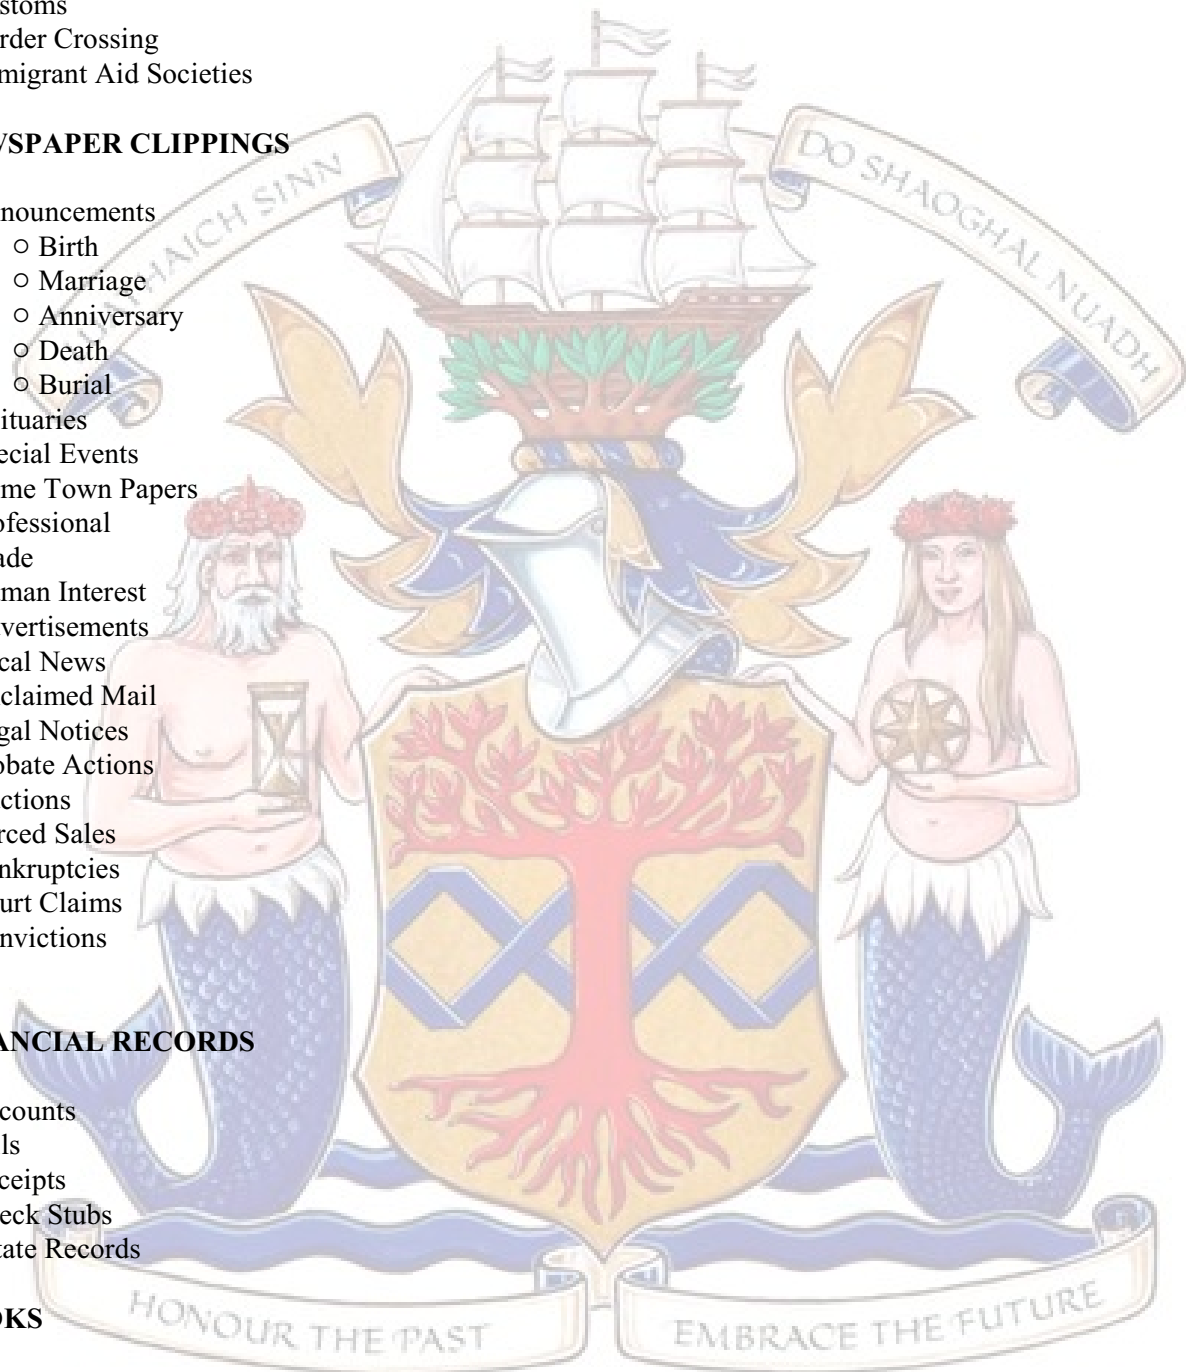 stoms
rder Crossing
migrant Aid Societies
WSPAPER CLIPPINGS
SINN
DO SHAOGHAL NUADH
nouncements
○ Birth
○ Marriage
○ Anniversary
○ Death
○ Burial
ituaries
ecial Events
me Town Papers
ofessional
ade
man Interest
vertisements
cal News
claimed Mail
gal Notices
obate Actions
ctions
rced Sales
nkruptcies
urt Claims
nvictions
ANCIAL RECORDS
counts
ls
ceipts
eck Stubs
tate Records
OKS
HONOUR THE PAST
EMBRACE THE FUTURE